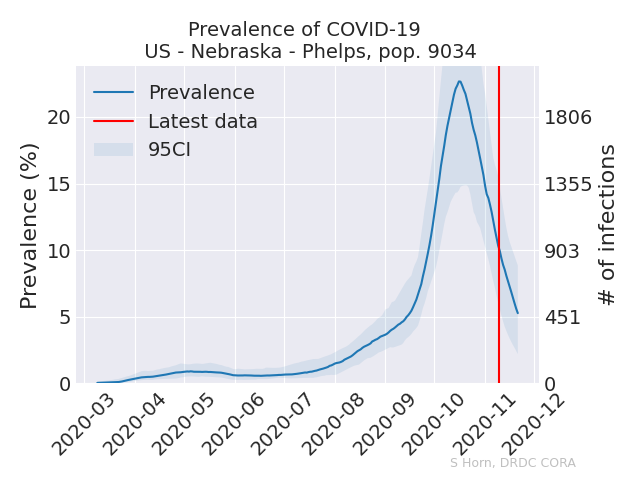 Prevalence of COVID-19
US - Nebraska - Phelps, pop. 9034
Prevalence
Latest data
95CI
Prevalence (%)
20
15
10
5
0
1806
1355
903
451
0
# of infections
2020-03
2020-04
2020-05
2020-06
2020-07
2020-08
2020-09
2020-10
2020-11
2020-12
S Horn, DRDC CORA